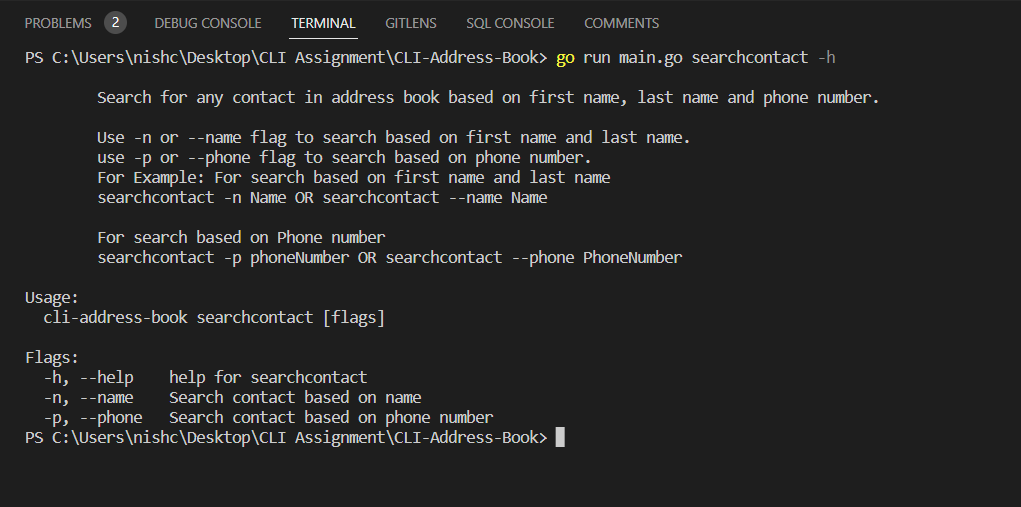 PROBLEMS 2 DEBUG CONSOLE TERMINAL GITLENS SQL CONSOLE COMMENTS
PS C:\Users\nishc\Desktop\CLI Assignment\CLI-Address-Book> go run main.go searchcontact -h
Search for any contact in address book based on first name, last name and phone number.
Use -n or --name flag to search based on first name and last name.
use -p or --phone flag to search based on phone number.
For Example: For search based on first name and last name
searchcontact -n Name OR searchcontact --name Name
For search based on Phone number
searchcontact -p phoneNumber OR searchcontact --phone PhoneNumber
Usage:
cli-address-book searchcontact [flags]
Flags:
-h, --help help for searchcontact
-n, --name Search contact based on name
-p, --phone Search contact based on phone number
PS C:\Users\nishc\Desktop\CLI Assignment\CLI-Address-Book>